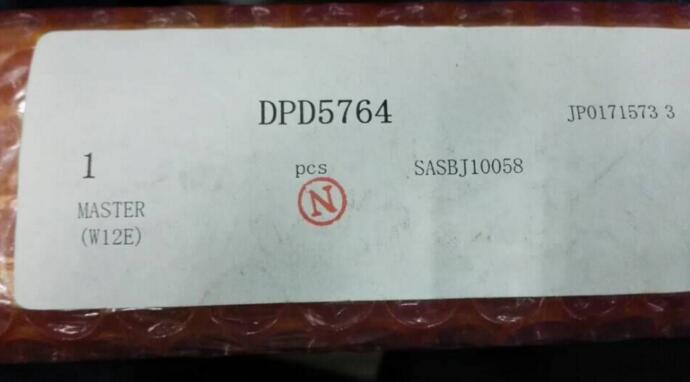 DPD5764
JP0171573 3
1
pcs
SASBJ10058
N
MASTER
(W12E)